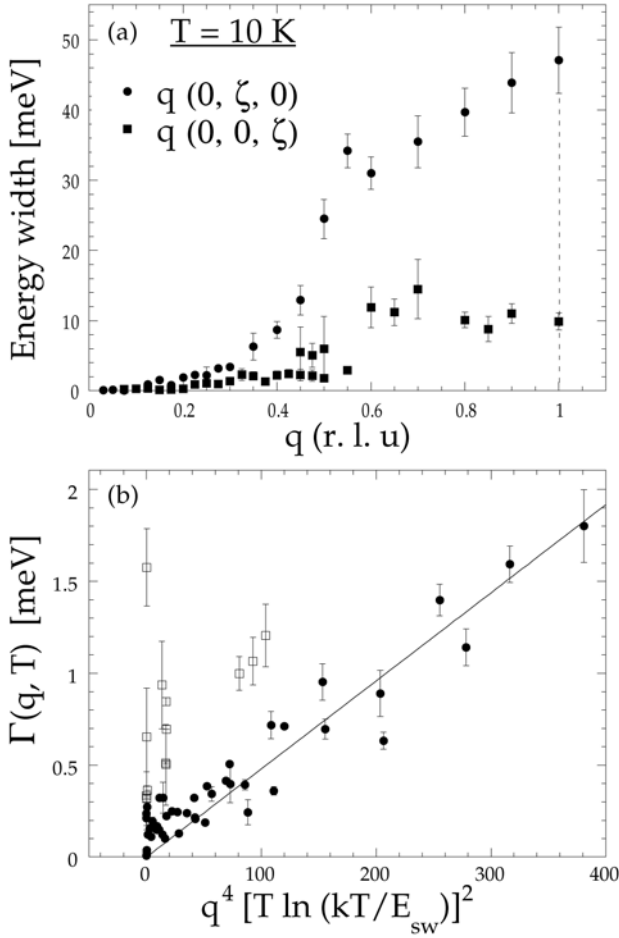 (a) T = 10 K
q (0, ζ, 0)
q (0, 0, ζ)
Energy width [meV]
50
40
30
20
10
0
0 0.2 0.4 0.6 0.8 1
q (r. l. u)
(b)
Γ(q, T) [meV]
2
1.5
1
0.5
0
0 100 200 300 400
q⁴ [T ln (kT/E_sw)]²